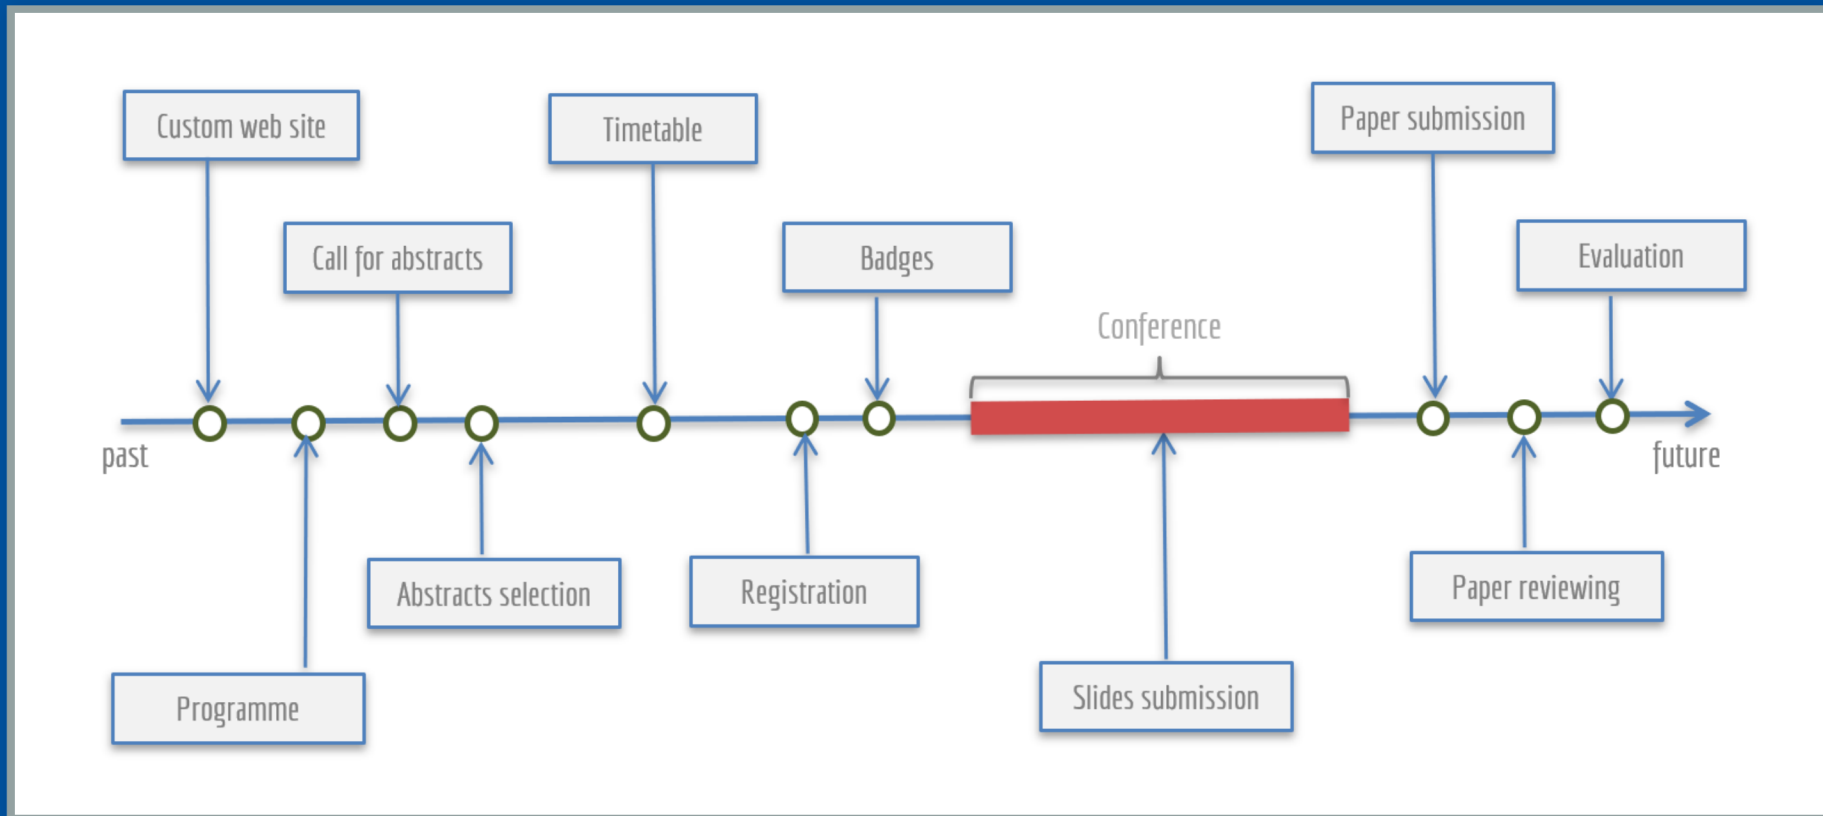 Custom web site
Timetable
Paper submission
Call for abstracts
Badges
Evaluation
Conference
past
future
Abstracts selection
Registration
Paper reviewing
Programme
Slides submission